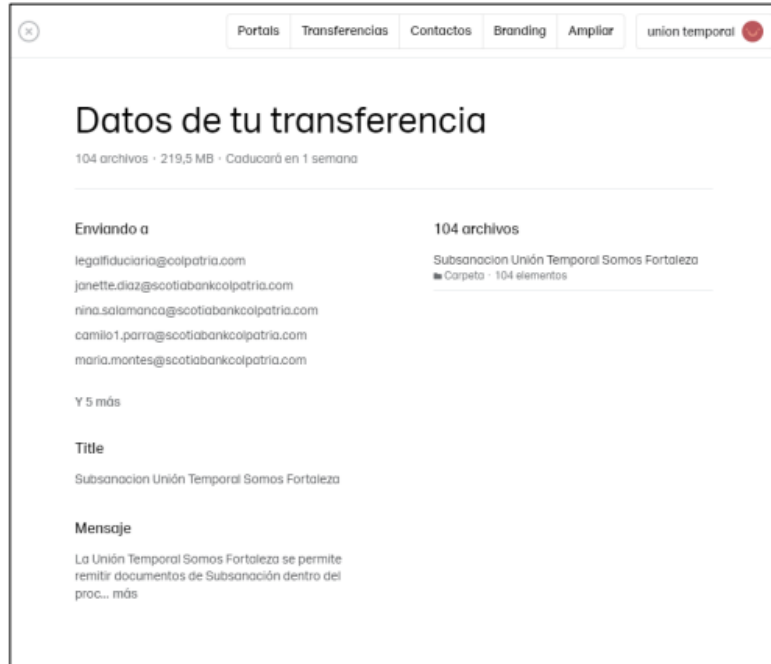 Portals Transferencias Contactos Branding Ampliar union temporal
Datos de tu transferencia
104 archivos · 219,5 MB · Caducará en 1 semana
Enviando a
legalfiduciaria@colpatria.com
janette.diaz@scotiabankcolpatria.com
nina.salamanca@scotiabankcolpatria.com
camilo1.parra@scotiabankcolpatria.com
maria.montes@scotiabankcolpatria.com
Y 5 más
Title
Subsanacion Unión Temporal Somos Fortaleza
Mensaje
La Unión Temporal Somos Fortaleza se permite
remitir documentos de Subsanación dentro del
proc... más
104 archivos
Subsanacion Unión Temporal Somos Fortaleza
Carpeta · 104 elementos